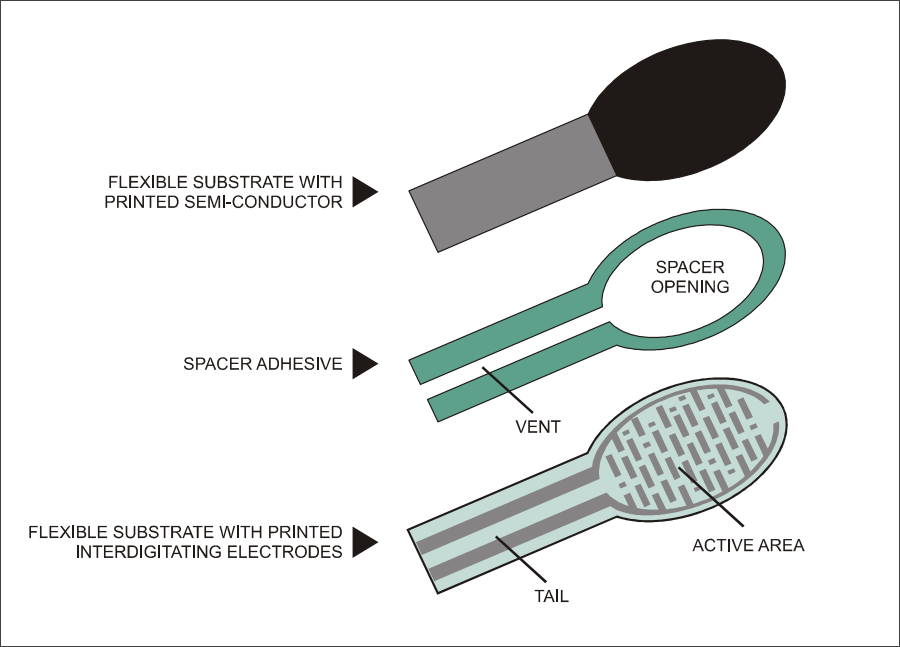 FLEXIBLE SUBSTRATE WITH
PRINTED SEMI-CONDUCTOR
SPACER
OPENING
SPACER ADHESIVE
VENT
FLEXIBLE SUBSTRATE WITH PRINTED
INTERDIGITATING ELECTRODES
ACTIVE AREA
TAIL